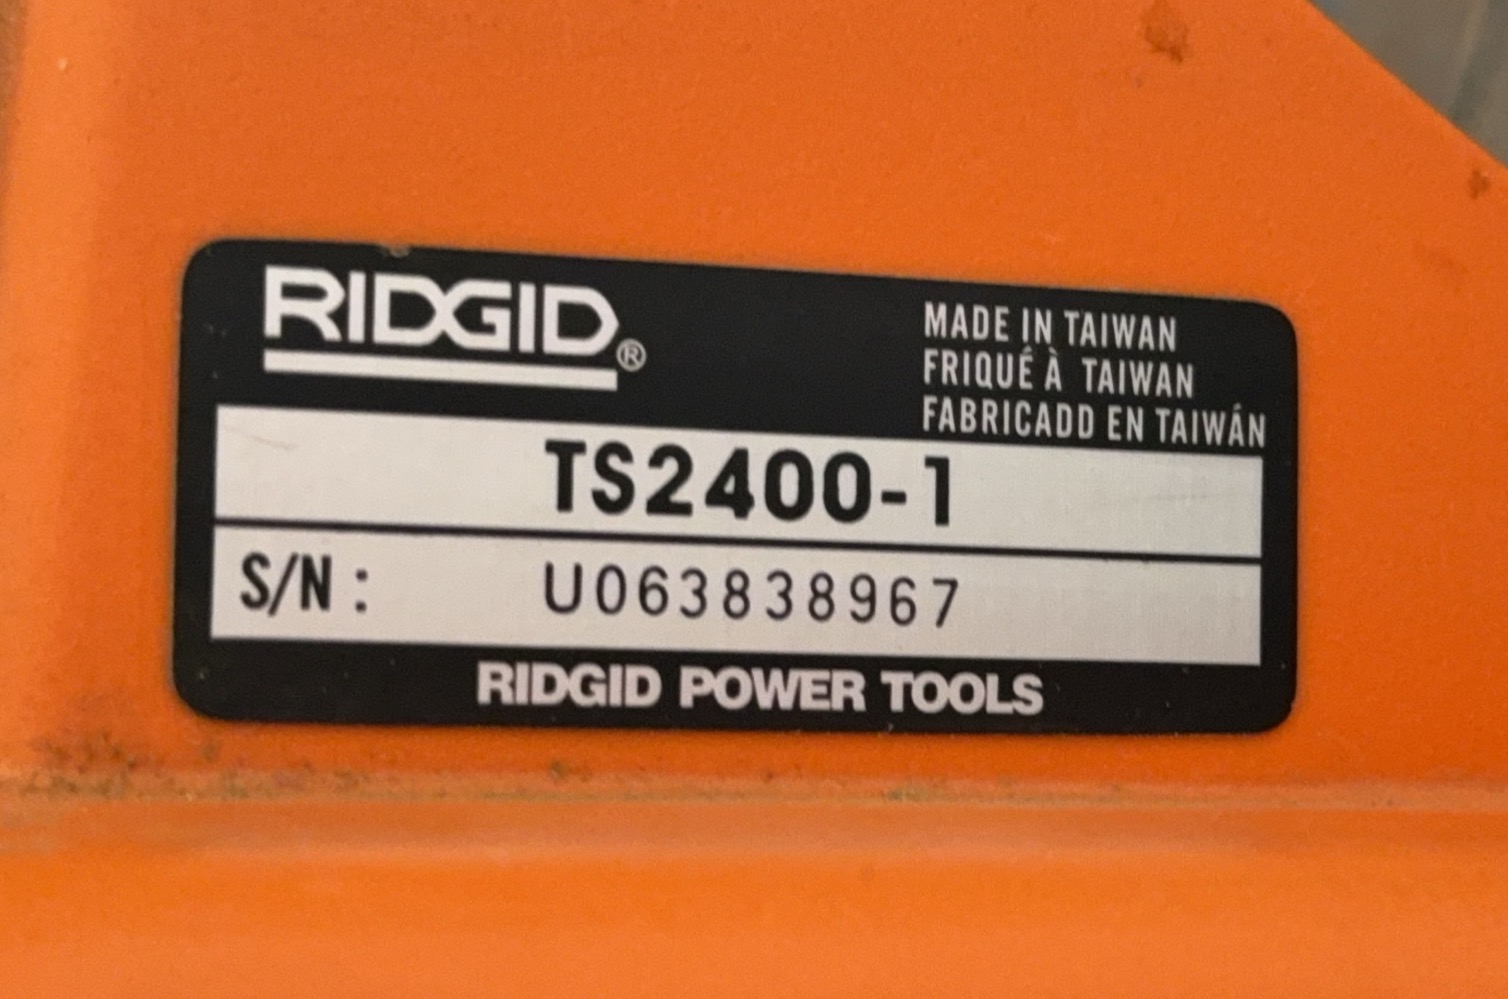 RIDGID®
MADE IN TAIWAN
FRIQUÉ À TAIWAN
FABRICADD EN TAIWÁN
TS2400-1
S/N: U063838967
RIDGID POWER TOOLS